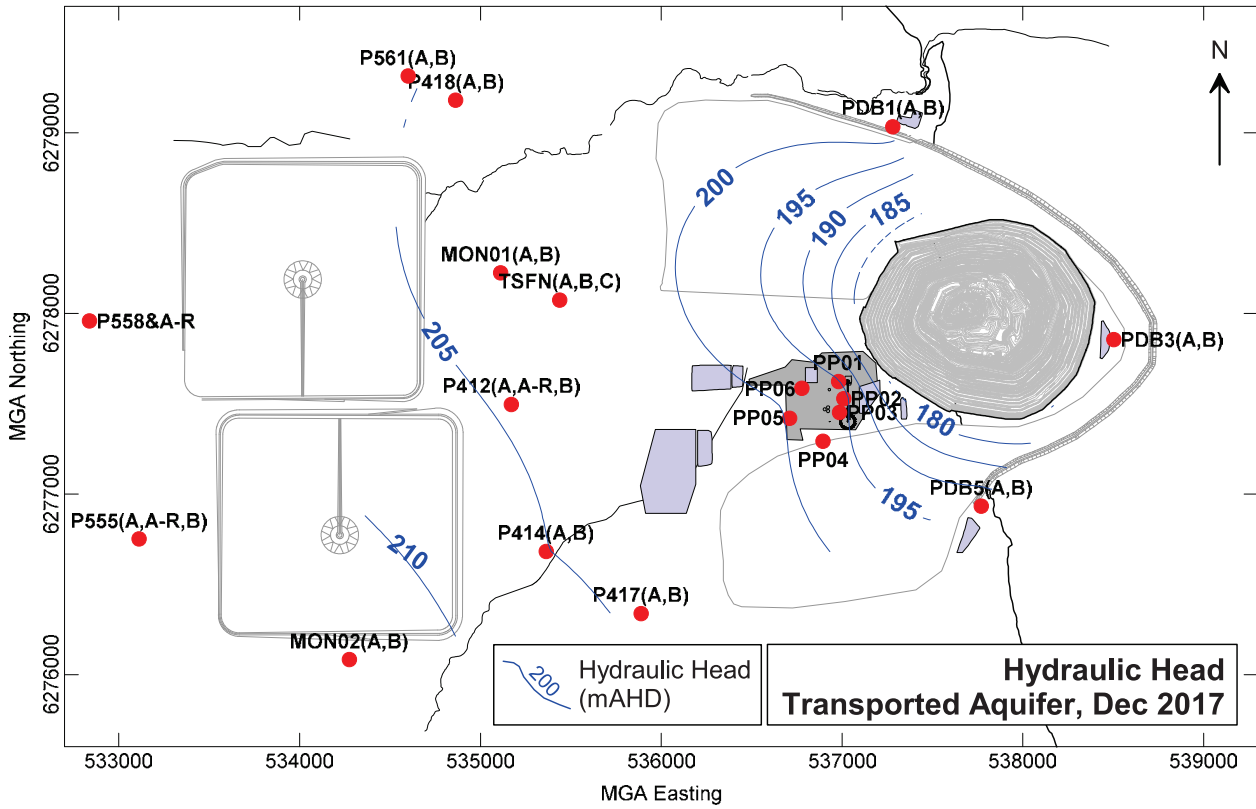 P561(A,B)
P418(A,B)
N
PDB1(A,B)
6279000
200
195
190
185
MON01(A,B)
TSFN(A,B,C)
6278000
P558&A-R
205
PDB3(A,B)
PP01
PP06
PP02
P412(A,A-R,B)
PP05
PP03
180
PP04
MGA Northing
6277000
PDB5(A,B)
195
P555(A,A-R,B)
P414(A,B)
210
P417(A,B)
MON02(A,B)
6276000
200
Hydraulic Head
(mAHD)
Hydraulic Head
Transported Aquifer, Dec 2017
533000
534000
535000
536000
537000
538000
539000
MGA Easting